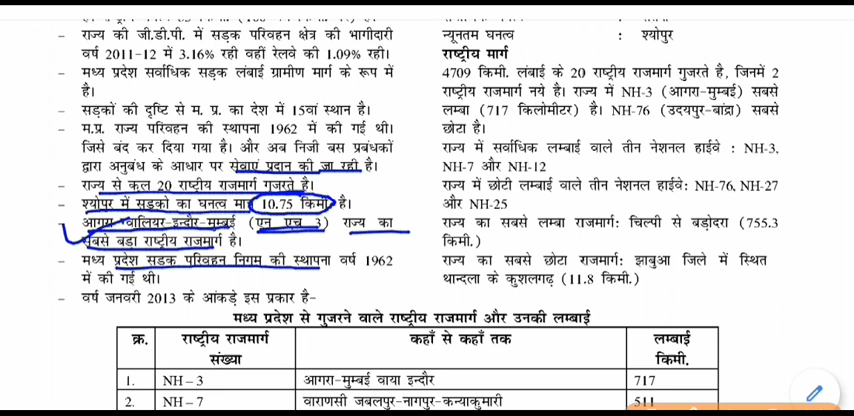 – राज्य की जी.डी.पी. में सड़क परिवहन क्षेत्र की भागीदारी
वर्ष 2011-12 में 3.16% रही वहीं रेलवे की 1.09% रही।
– मध्य प्रदेश सर्वाधिक सड़क लंबाई ग्रामीण मार्ग के रूप में
है।
– सड़कों की दृष्टि से म. प्र. का देश में 15वां स्थान है।
– म.प्र. राज्य परिवहन की स्थापना 1962 में की गई थी।
जिसे बंद कर दिया गया है। और अब निजी बस प्रबंधकों
द्वारा अनुबंध के आधार पर सेवाएं प्रदान की जा रही है।
– राज्य से कुल 20 राष्ट्रीय राजमार्ग गुजरते है।
– श्योपुर में सड़को का घनत्व मात्र 10.75 किमी है।
– आगरा-ग्वालियर-इन्दौर-मुम्बई (एन एच 3) राज्य का
सबसे बड़ा राष्ट्रीय राजमार्ग है।
– मध्य प्रदेश सड़क परिवहन निगम की स्थापना वर्ष 1962
में की गई थी।
– वर्ष जनवरी 2013 के आंकड़े इस प्रकार है–
न्यूनतम घनत्व : श्योपुर
राष्ट्रीय मार्ग
4709 किमी. लंबाई के 20 राष्ट्रीय राजमार्ग गुजरते है, जिनमें 2
राष्ट्रीय राजमार्ग नये है। राज्य में NH-3 (आगरा-मुम्बई) सबसे
लम्बा (717 किलोमीटर) है। NH-76 (उदयपुर-बांद्रा) सबसे
छोटा है।
राज्य में सर्वाधिक लम्बाई वाले तीन नेशनल हाईवे : NH-3,
NH-7 और NH-12
राज्य में छोटी लम्बाई वाले तीन नेशनल हाईवे: NH-76, NH-27
और NH-25
राज्य का सबसे लम्बा राजमार्ग: चिल्पी से बड़ोदरा (755.3
किमी.)
राज्य का सबसे छोटा राजमार्ग: झाबुआ जिले में स्थित
थान्दला के कुशलगढ़ (11.8 किमी.)
मध्य प्रदेश से गुजरने वाले राष्ट्रीय राजमार्ग और उनकी लम्बाई
क्र. राष्ट्रीय राजमार्ग कहाँ से कहाँ तक लम्बाई
संख्या किमी.
1. NH – 3 आगरा-मुम्बई वाया इन्दौर 717
2. NH – 7 वाराणसी जबलपुर-नागपुर-कन्याकुमारी 511